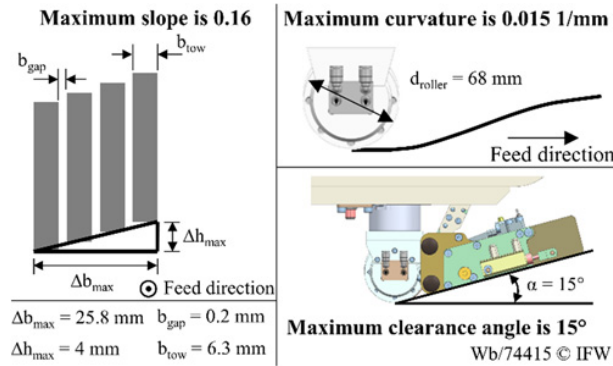 Maximum slope is 0.16
b_tow
b_gap
Δh_max
Δb_max
Feed direction
Δb_max = 25.8 mm b_gap = 0.2 mm
Δh_max = 4 mm b_tow = 6.3 mm
Maximum curvature is 0.015 1/mm
d_roller = 68 mm
Feed direction
α = 15°
Maximum clearance angle is 15°
Wb/74415 © IFW